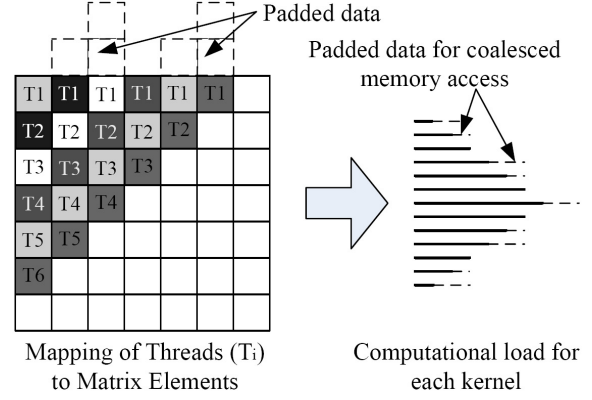 Padded data
Padded data for coalesced
memory access
T1 T1 T1 T1 T1 T1
T2 T2 T2 T2 T2
T3 T3 T3 T3
T4 T4 T4
T5 T5
T6
Mapping of Threads (Ti)
to Matrix Elements
Computational load for
each kernel